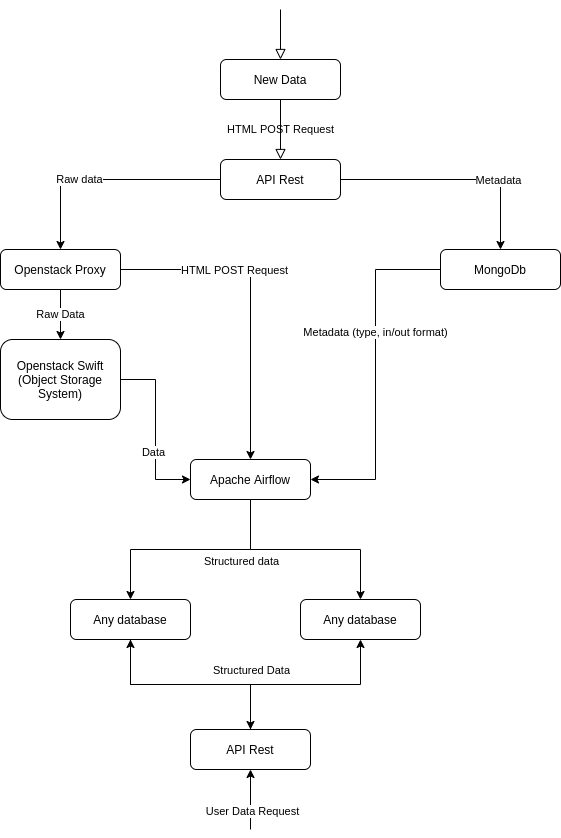 New Data
HTML POST Request
API Rest
Raw data
Metadata
Openstack Proxy
HTML POST Request
MongoDb
Raw Data
Metadata (type, in/out format)
Openstack Swift
(Object Storage
System)
Data
Apache Airflow
Structured data
Any database
Any database
Structured Data
API Rest
User Data Request